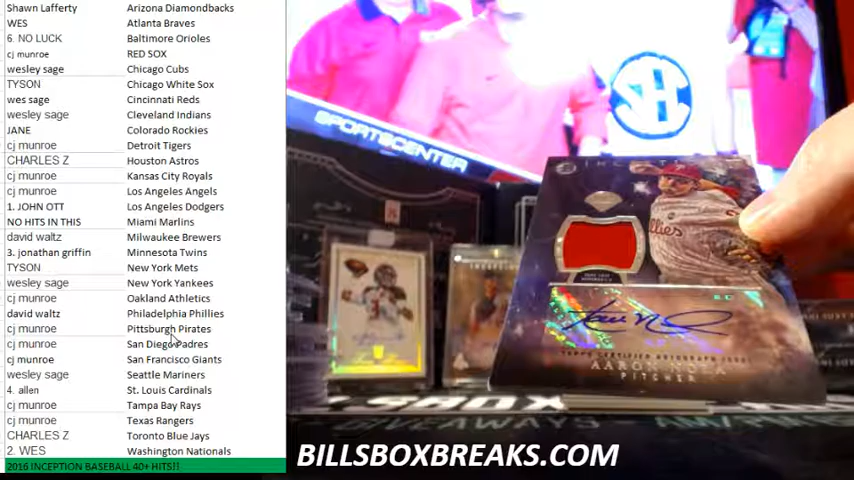 Shawn Lafferty Arizona Diamondbacks
WES Atlanta Braves
6. NO LUCK Baltimore Orioles
cj munroe RED SOX
wesley sage Chicago Cubs
TYSON Chicago White Sox
wes sage Cincinnati Reds
wesley sage Cleveland Indians
JANE Colorado Rockies
cj munroe Detroit Tigers
CHARLES Z Houston Astros
cj munroe Kansas City Royals
cj munroe Los Angeles Angels
1. JOHN OTT Los Angeles Dodgers
NO HITS IN THIS Miami Marlins
david waltz Milwaukee Brewers
3. jonathan griffin Minnesota Twins
TYSON New York Mets
wesley sage New York Yankees
cj munroe Oakland Athletics
david waltz Philadelphia Phillies
cj munroe Pittsburgh Pirates
cj munroe San Diego Padres
cj munroe San Francisco Giants
wesley sage Seattle Mariners
4. allen St. Louis Cardinals
cj munroe Tampa Bay Rays
cj munroe Texas Rangers
CHARLES Z Toronto Blue Jays
2. WES Washington Nationals
2016 INCEPTION BASEBALL 40+ HITS!!
SPORTSCENTER
SH
INCEPTION
Phillies
TOPPS CERTIFIED AUTOGRAPH ISSUE
AARON NOLA
PITCHER
GIVEAWAYS
BILLSBOXBREAKS.COM